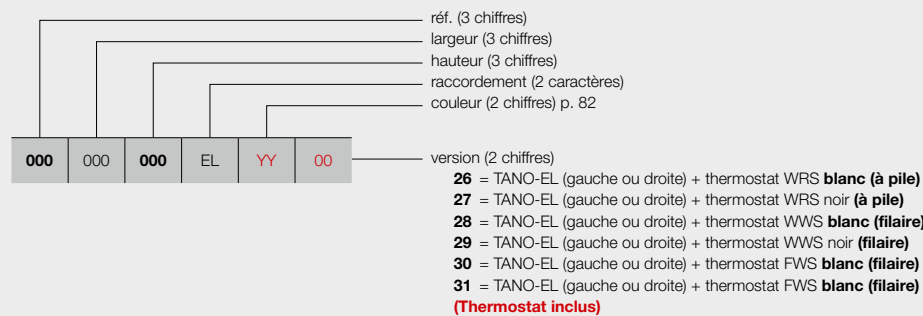 réf. (3 chiffres)
largeur (3 chiffres)
hauteur (3 chiffres)
raccordement (2 caractères)
couleur (2 chiffres) p. 82
000 000 000 EL YY 00
version (2 chiffres)
26 = TANO-EL (gauche ou droite) + thermostat WRS blanc (à pile)
27 = TANO-EL (gauche ou droite) + thermostat WRS noir (à pile)
28 = TANO-EL (gauche ou droite) + thermostat WWS blanc (filaire)
29 = TANO-EL (gauche ou droite) + thermostat WWS noir (filaire)
30 = TANO-EL (gauche ou droite) + thermostat FWS blanc (filaire)
31 = TANO-EL (gauche ou droite) + thermostat FWS blanc (filaire)
(Thermostat inclus)